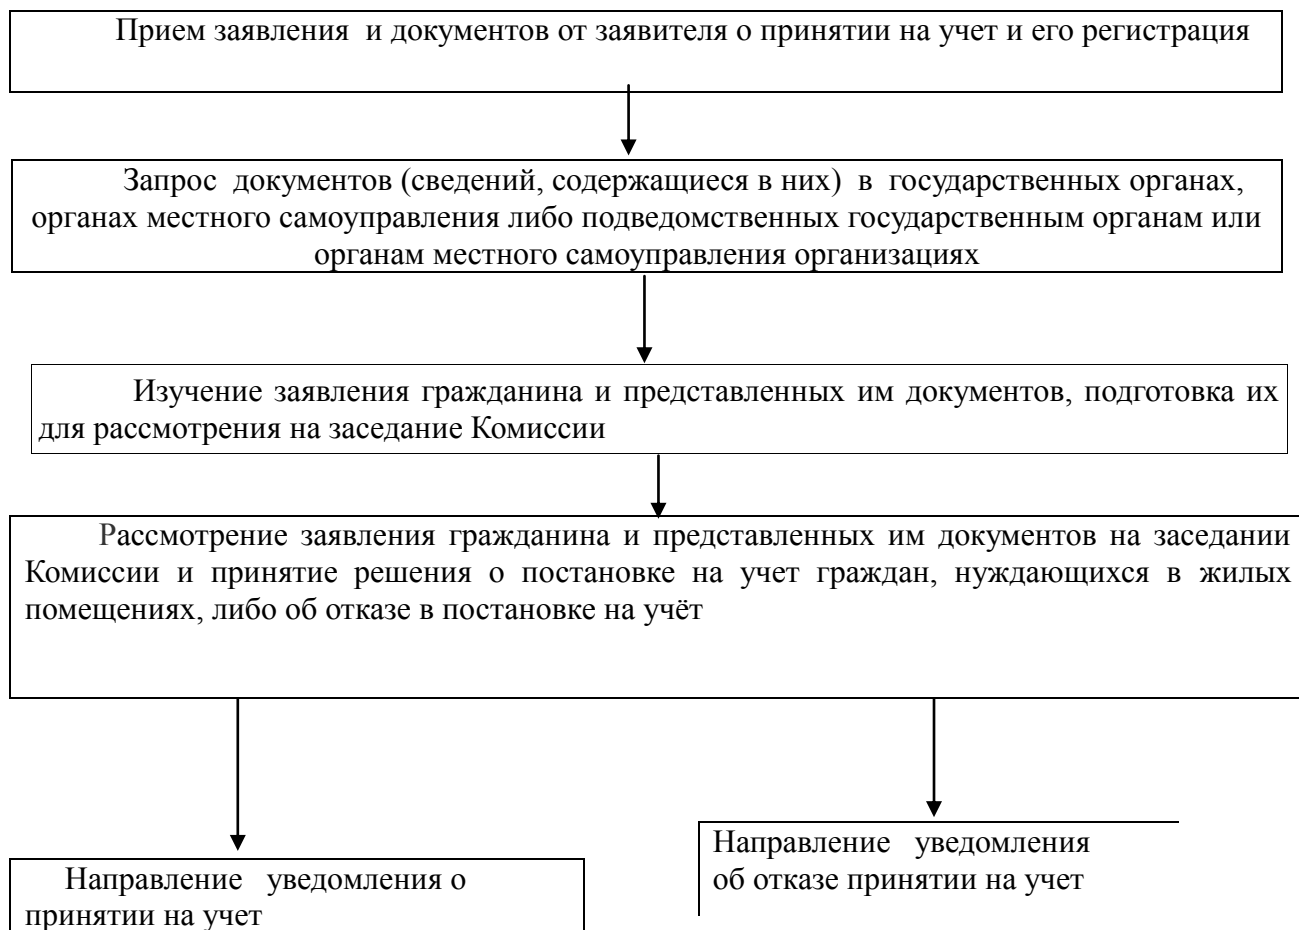 Прием заявления и документов от заявителя о принятии на учет и его регистрация
Запрос документов (сведений, содержащиеся в них) в государственных органах,
органах местного самоуправления либо подведомственных государственным органам или
органам местного самоуправления организациях
Изучение заявления гражданина и представленных им документов, подготовка их
для рассмотрения на заседание Комиссии
Рассмотрение заявления гражданина и представленных им документов на заседании
Комиссии и принятие решения о постановке на учет граждан, нуждающихся в жилых
помещениях, либо об отказе в постановке на учёт
Направление уведомления о
принятии на учет
Направление уведомления
об отказе принятии на учет